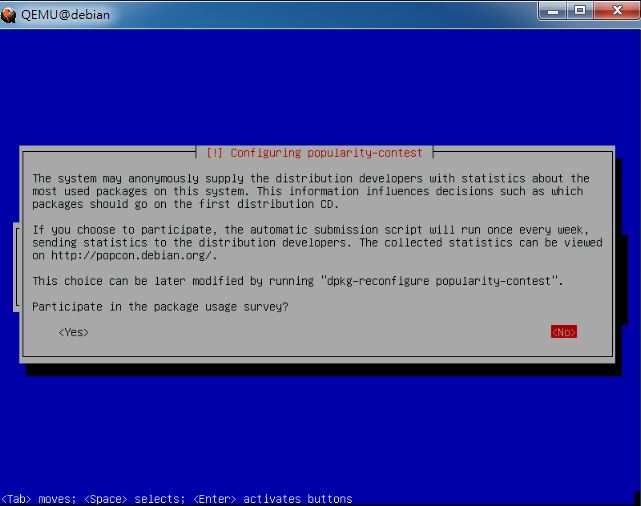 QEMU@debian
[!] Configuring popularity-contest
The system may anonymously supply the distribution developers with statistics about the
most used packages on this system. This information influences decisions such as which
packages should go on the first distribution CD.
If you choose to participate, the automatic submission script will run once every week,
sending statistics to the distribution developers. The collected statistics can be viewed
on http://popcon.debian.org/.
This choice can be later modified by running "dpkg-reconfigure popularity-contest".
Participate in the package usage survey?
<Yes> <No>
<Tab> moves; <Space> selects; <Enter> activates buttons